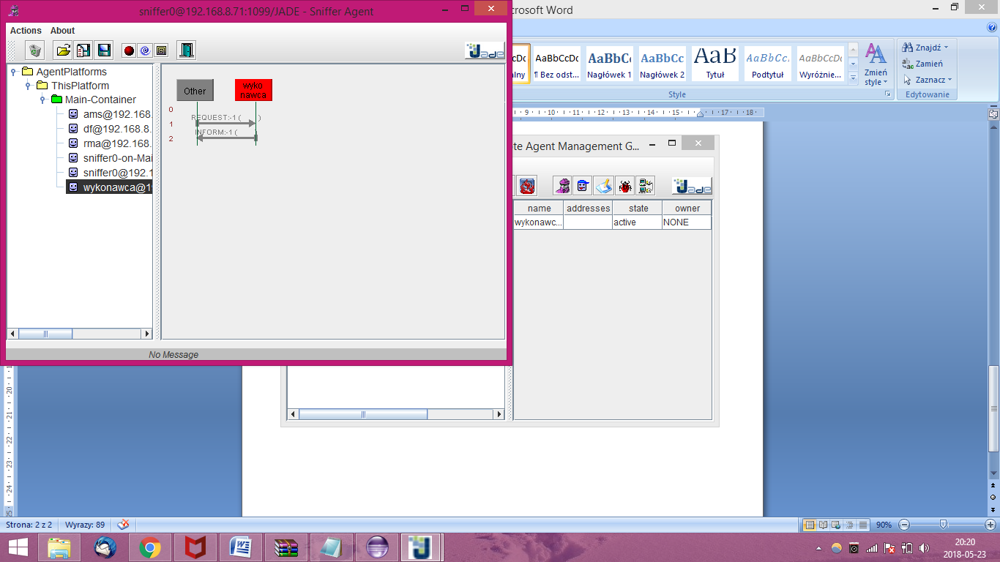 sniffer0@192.168.8.71:1099/JADE - Sniffer Agent
Actions About
Jade
AgentPlatforms
ThisPlatform
Main-Container
ams@192.168.
df@192.168.8.
rma@192.168.
sniffer0-on-Mai
sniffer0@192.1
wykonawca@1
Other
wyko
nawca
0
REQUEST:-1 ( )
1
INFORM:-1 (
2
No Message
crosoft Word
AaBbCcDc AaBbCc AaBbCc AaB AaBbCc. AaBbCcDc
alny ¶ Bez odst... Nagłówek 1 Nagłówek 2 Tytuł Podtytuł Wyróżnie...
Zmień
style
Znajdź
Zamień
Zaznacz
Style
Edytowanie
9 10 11 12 13 14 15 17 18
te Agent Management G...
Jade
name addresses state owner
wykonawc... active NONE
20
21
22
23
24
25
Strona: 2 z 2 Wyrazy: 89
90%
20:20
2018-05-23